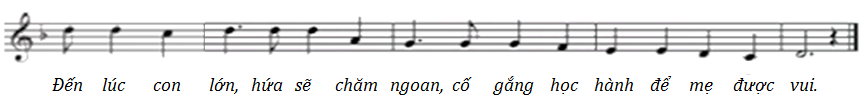 Đến lúc con lớn, hứa sẽ chăm ngoan, cố gắng học hành để mẹ được vui.